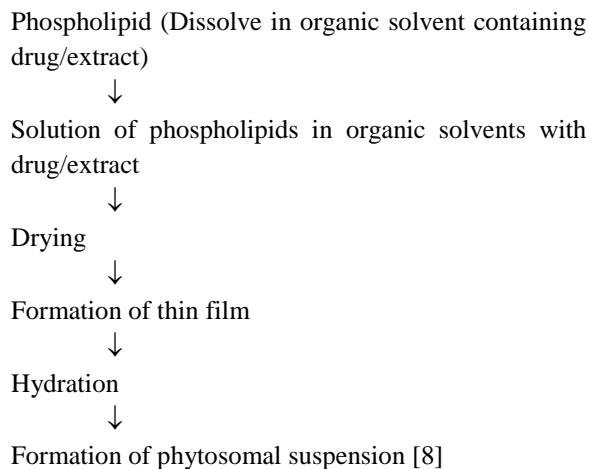 Phospholipid (Dissolve in organic solvent containing
drug/extract)
↓
Solution of phospholipids in organic solvents with
drug/extract
↓
Drying
↓
Formation of thin film
↓
Hydration
↓
Formation of phytosomal suspension [8]